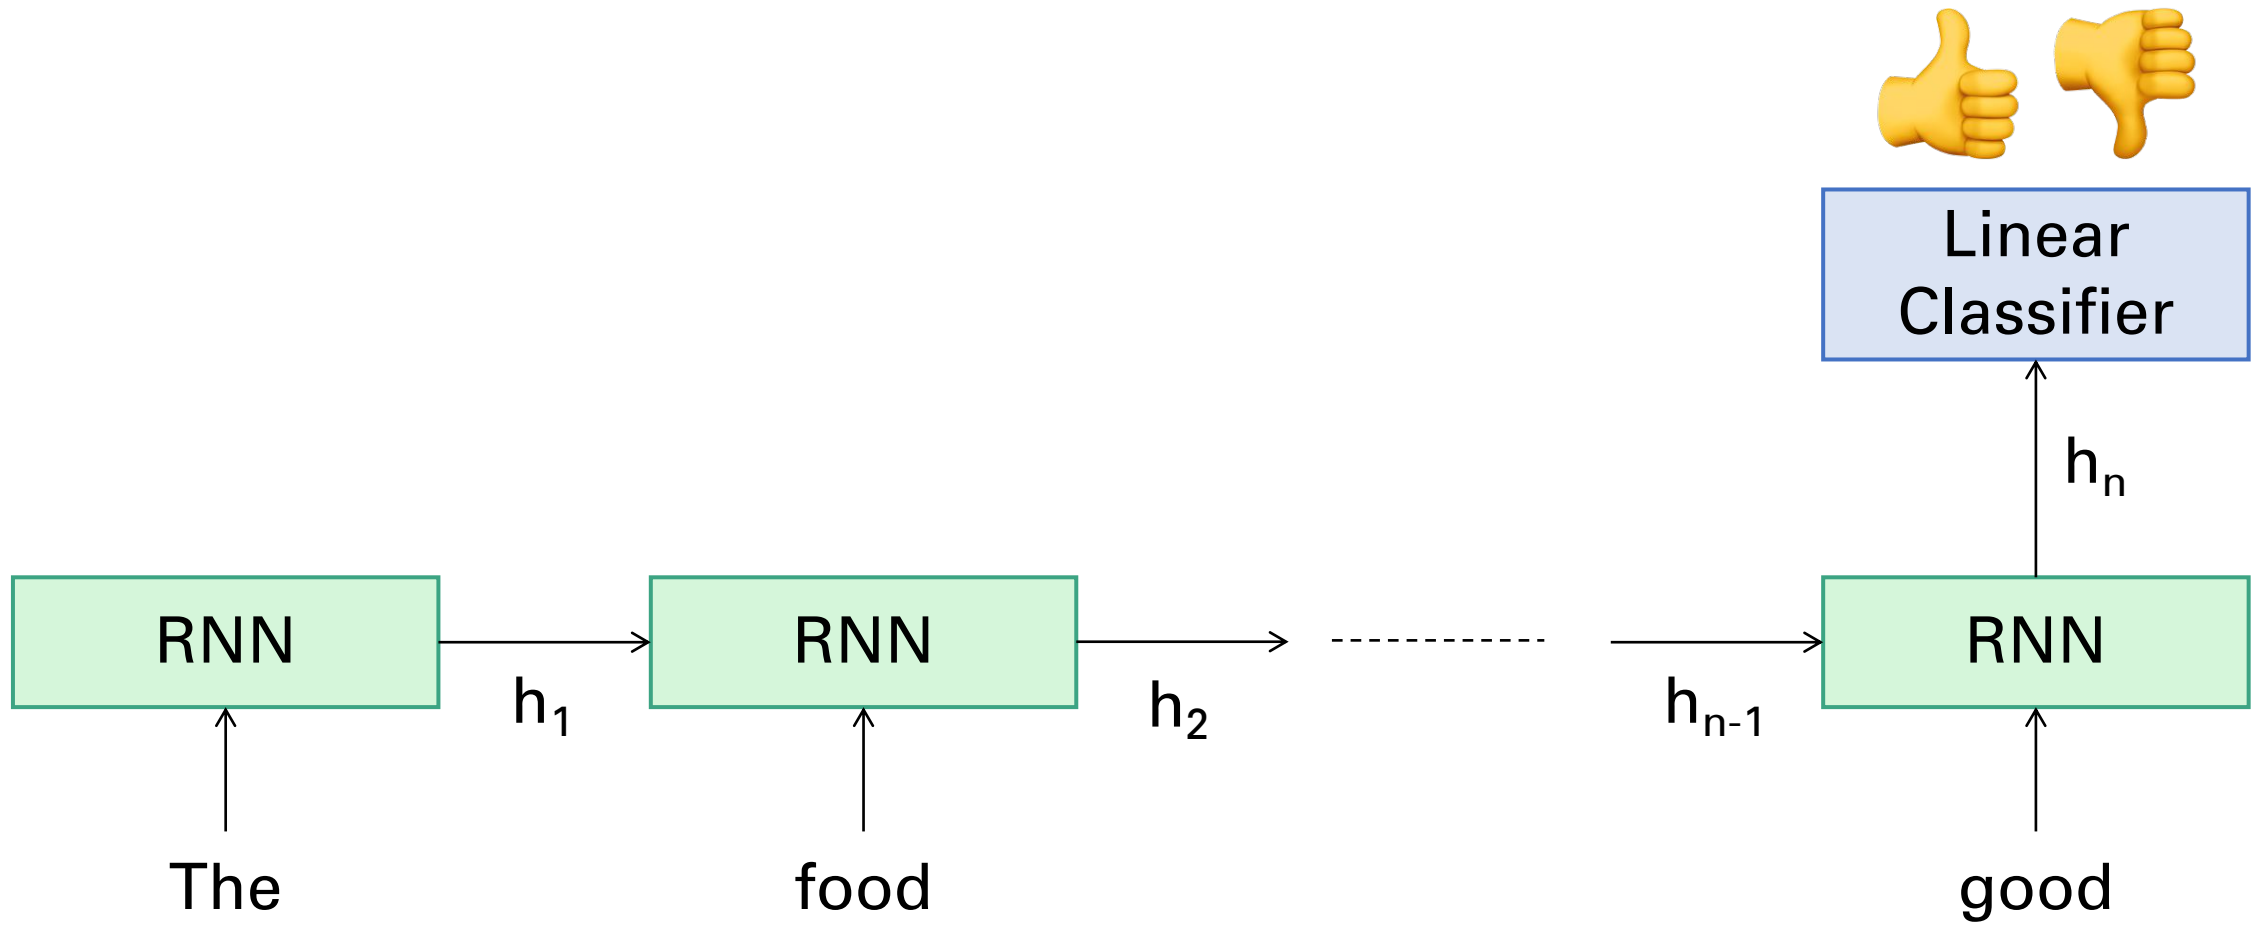 Linear
Classifier
hₙ
RNN
RNN
RNN
h₁
h₂
hₙ₋₁
The
food
good